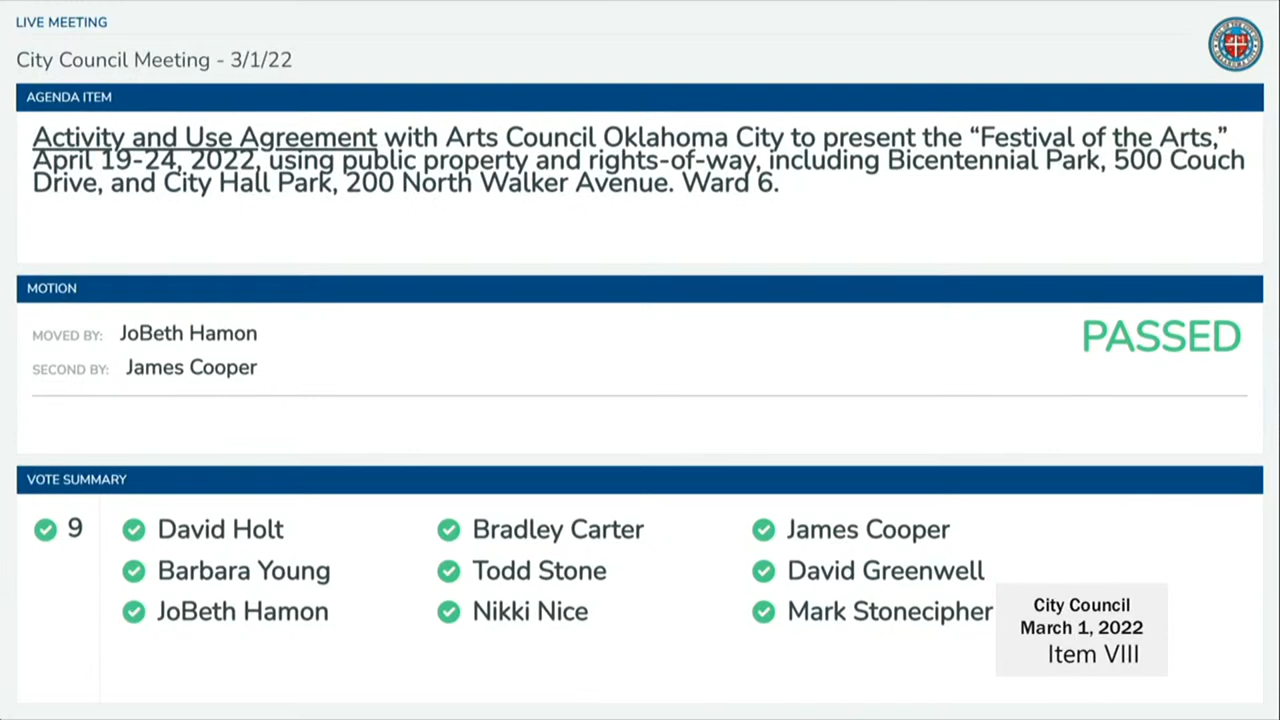 LIVE MEETING
City Council Meeting - 3/1/22
AGENDA ITEM
Activity and Use Agreement with Arts Council Oklahoma City to present the “Festival of the Arts,”
April 19-24, 2022, using public property and rights-of-way, including Bicentennial Park, 500 Couch
Drive, and City Hall Park, 200 North Walker Avenue. Ward 6.
MOTION
MOVED BY: JoBeth Hamon
PASSED
SECOND BY: James Cooper
VOTE SUMMARY
9 David Holt Bradley Carter James Cooper
Barbara Young Todd Stone David Greenwell
JoBeth Hamon Nikki Nice Mark Stonecipher
City Council
March 1, 2022
Item VIII